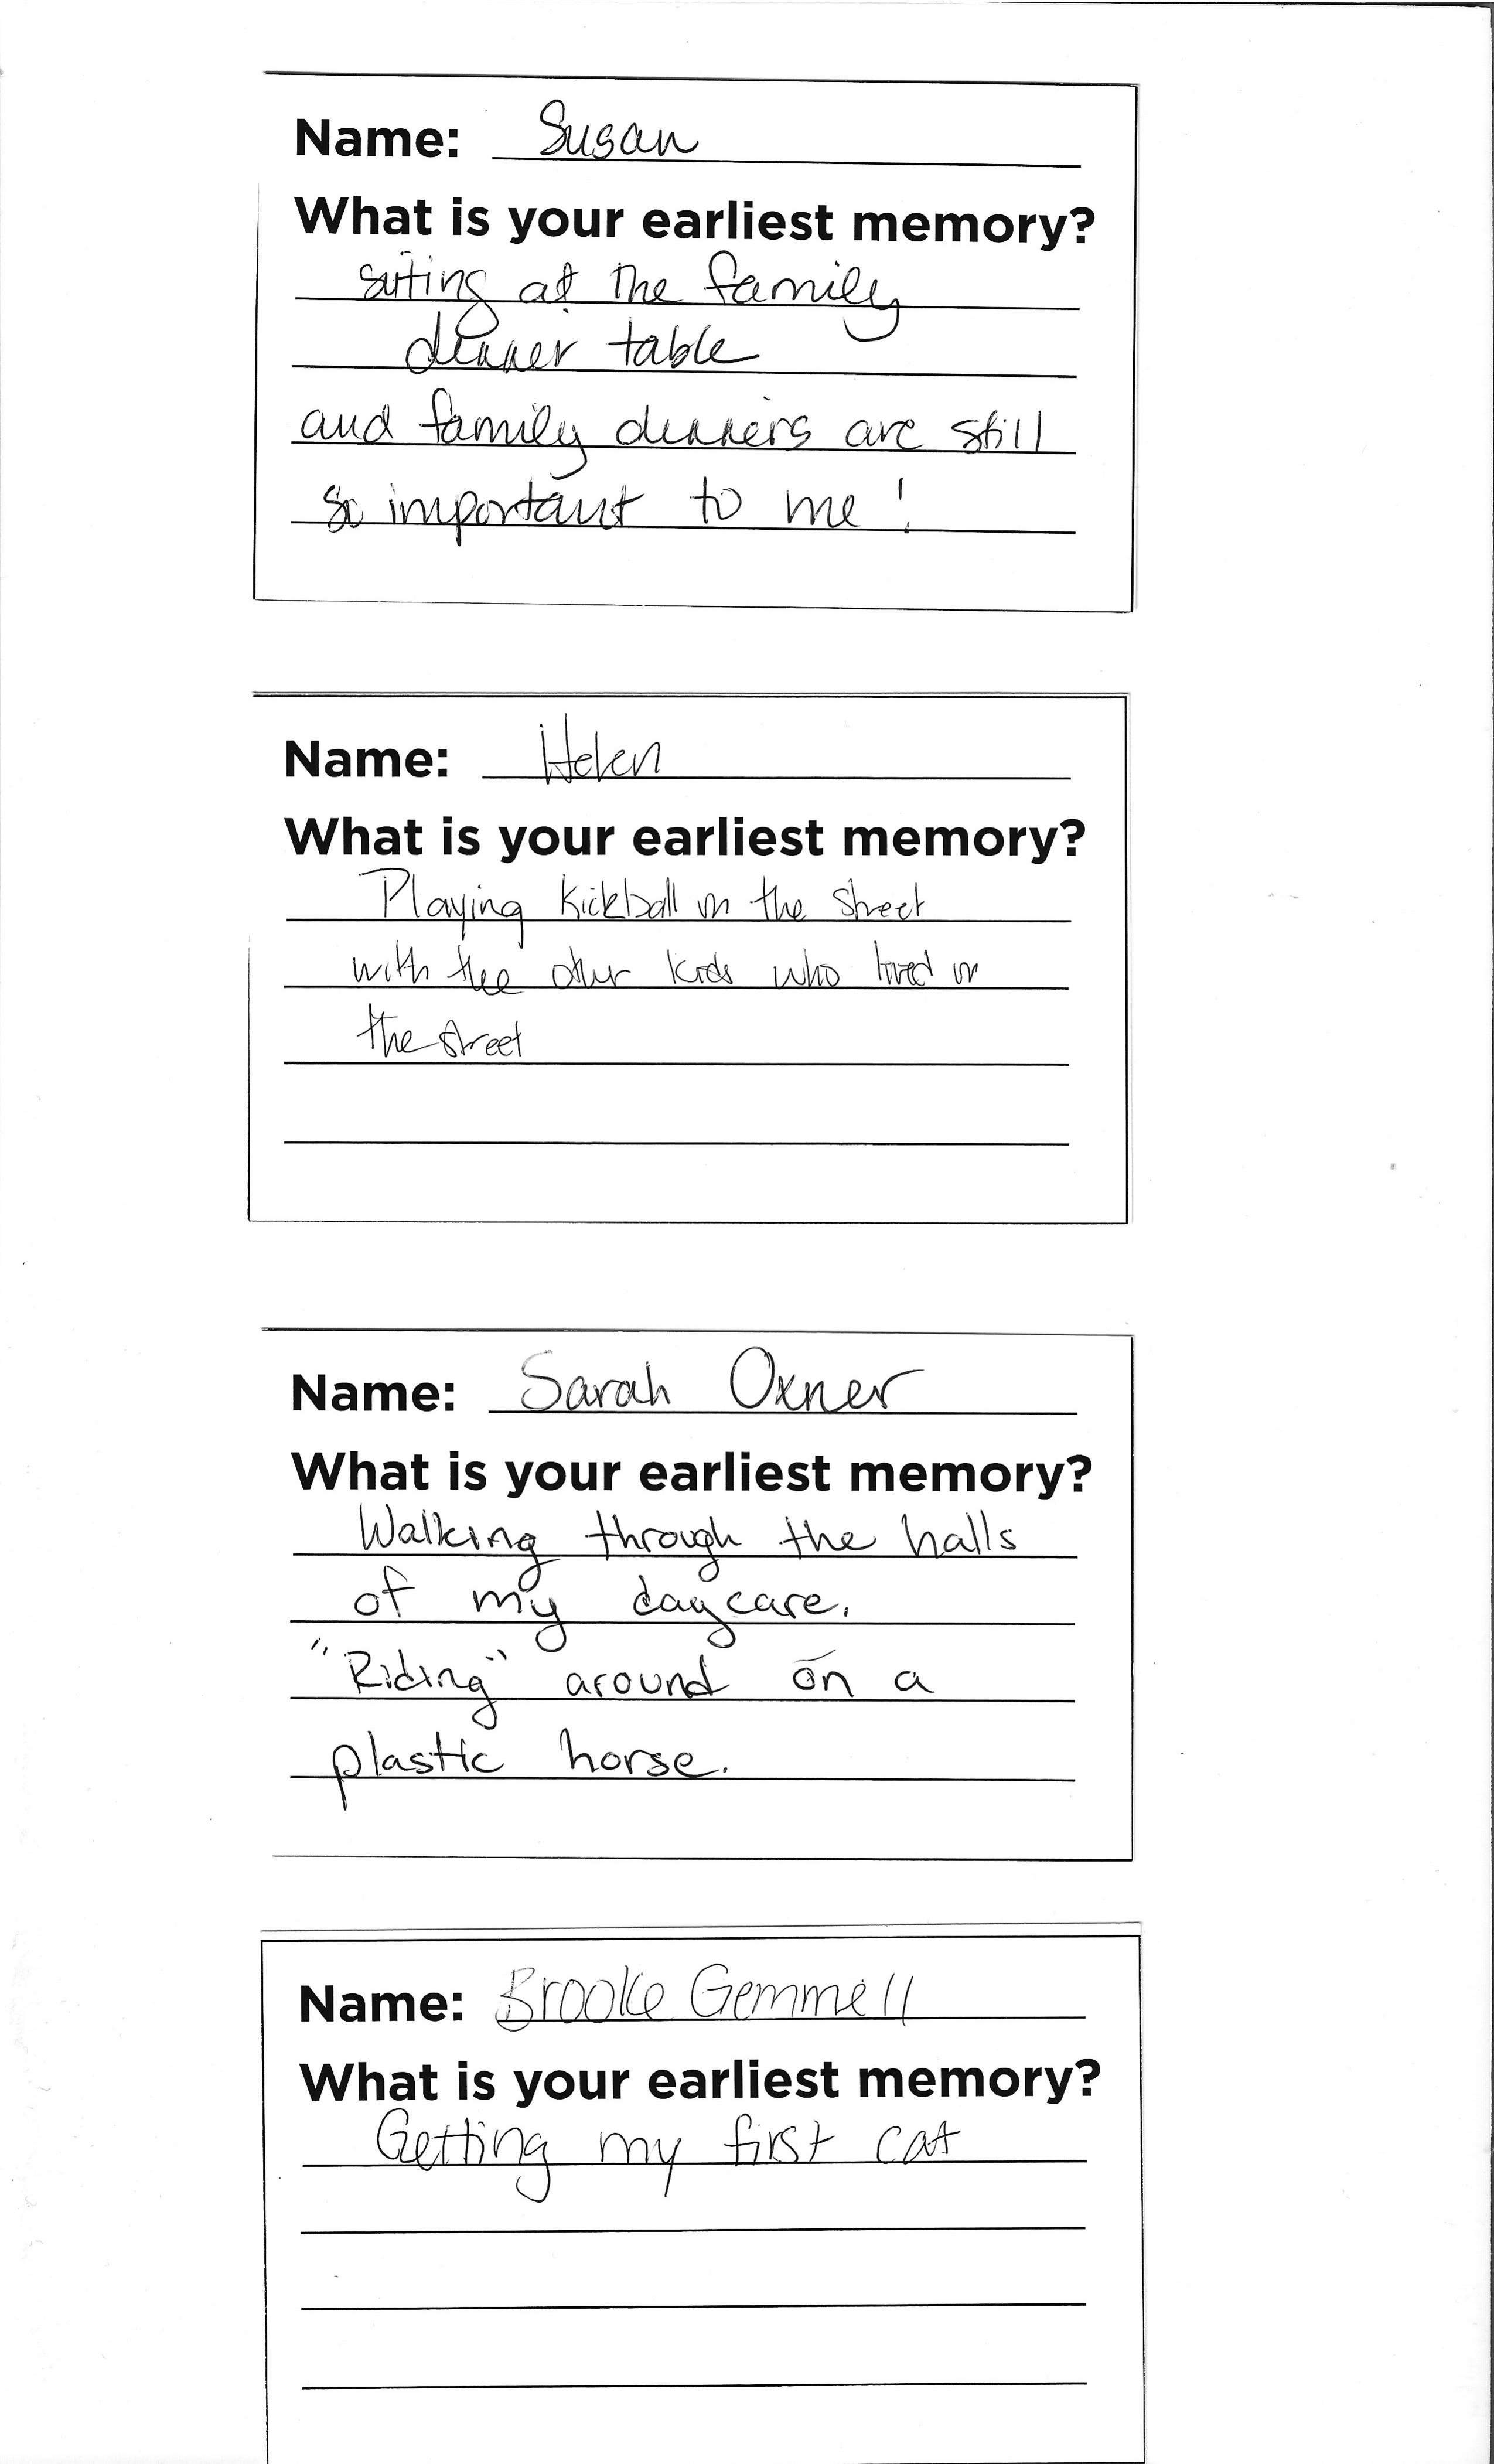 Name: Susan
What is your earliest memory?
sitting at the family
dinner table
and family dinners are still
so important to me!
Name: Helen
What is your earliest memory?
Playing kickball in the street
with the other kids who lived on
the street
Name: Sarah Oxner
What is your earliest memory?
Walking through the halls
of my daycare.
"Riding" around on a
plastic horse.
Name: Brooke Gemmell
What is your earliest memory?
Getting my first cat